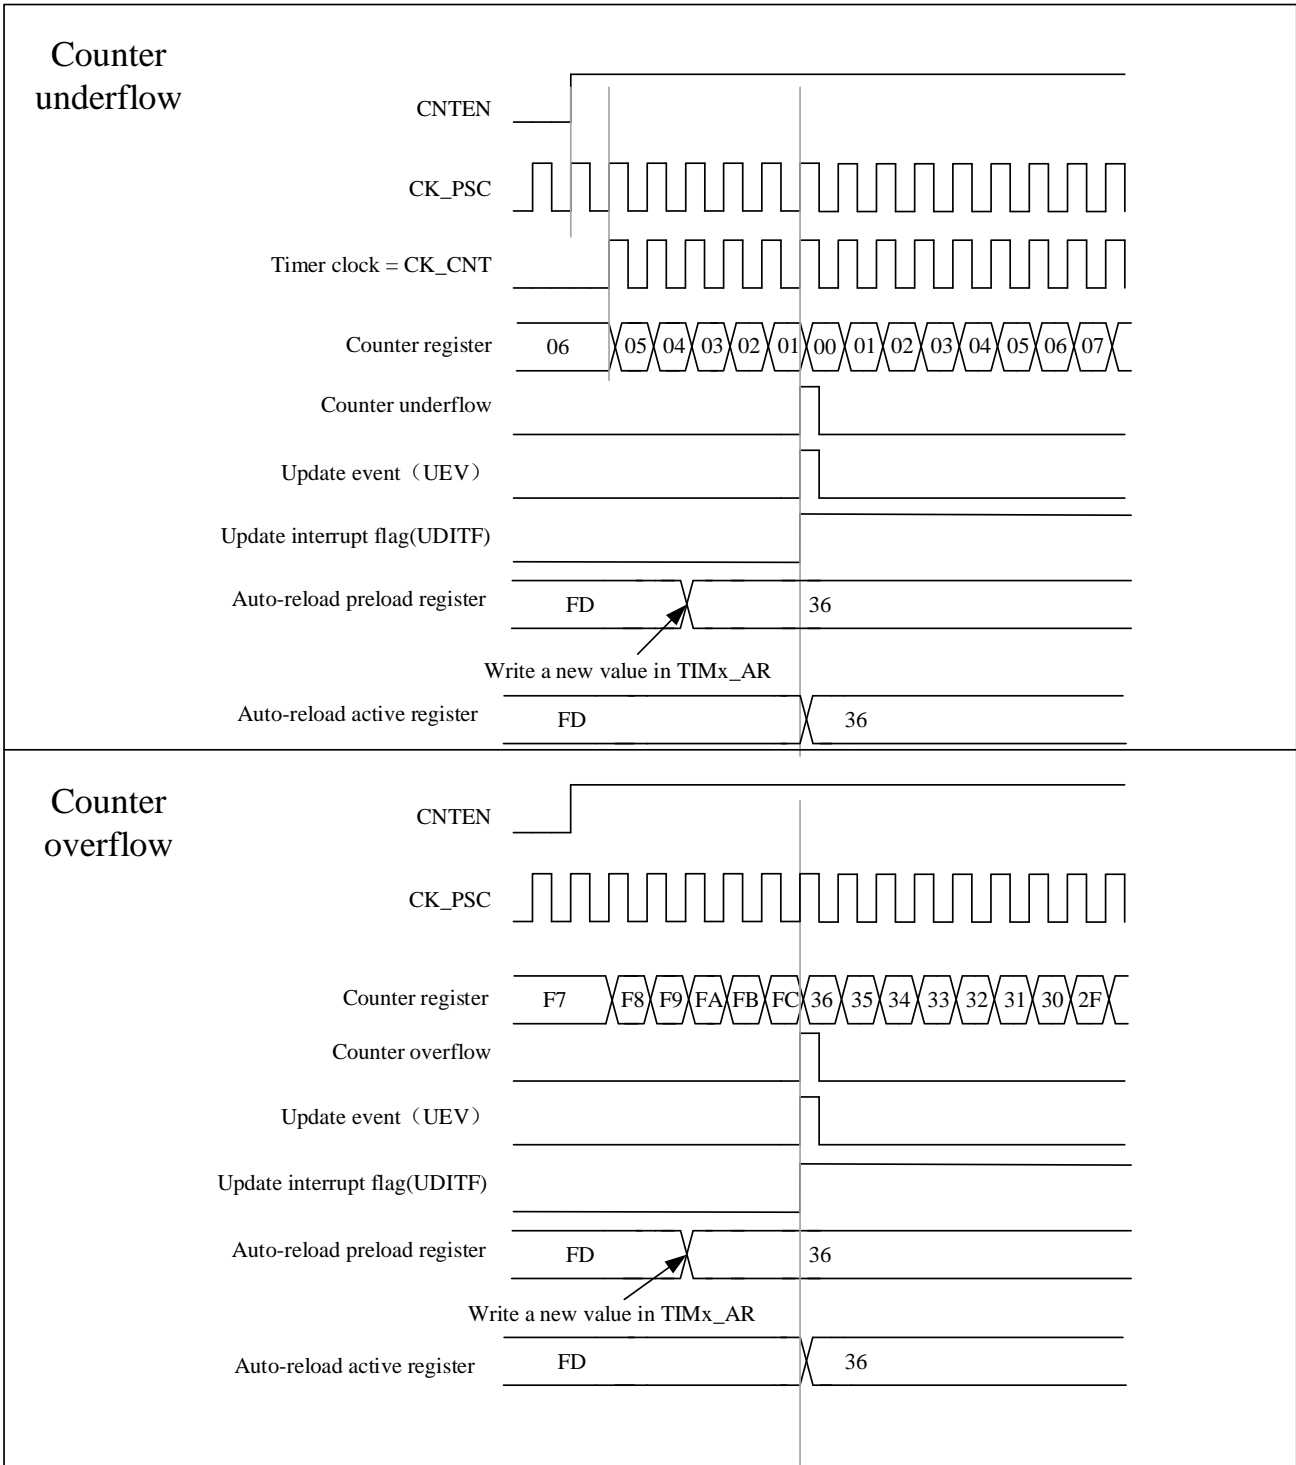 Counter
underflow
CNTEN
CK_PSC
Timer clock = CK_CNT
Counter register 06 05 04 03 02 01 00 01 02 03 04 05 06 07
Counter underflow
Update event（UEV）
Update interrupt flag(UDITF)
Auto-reload preload register FD 36
Write a new value in TIMx_AR
Auto-reload active register FD 36
Counter
overflow
CNTEN
CK_PSC
Counter register F7 F8 F9 FA FB FC 36 35 34 33 32 31 30 2F
Counter overflow
Update event（UEV）
Update interrupt flag(UDITF)
Auto-reload preload register FD 36
Write a new value in TIMx_AR
Auto-reload active register FD 36